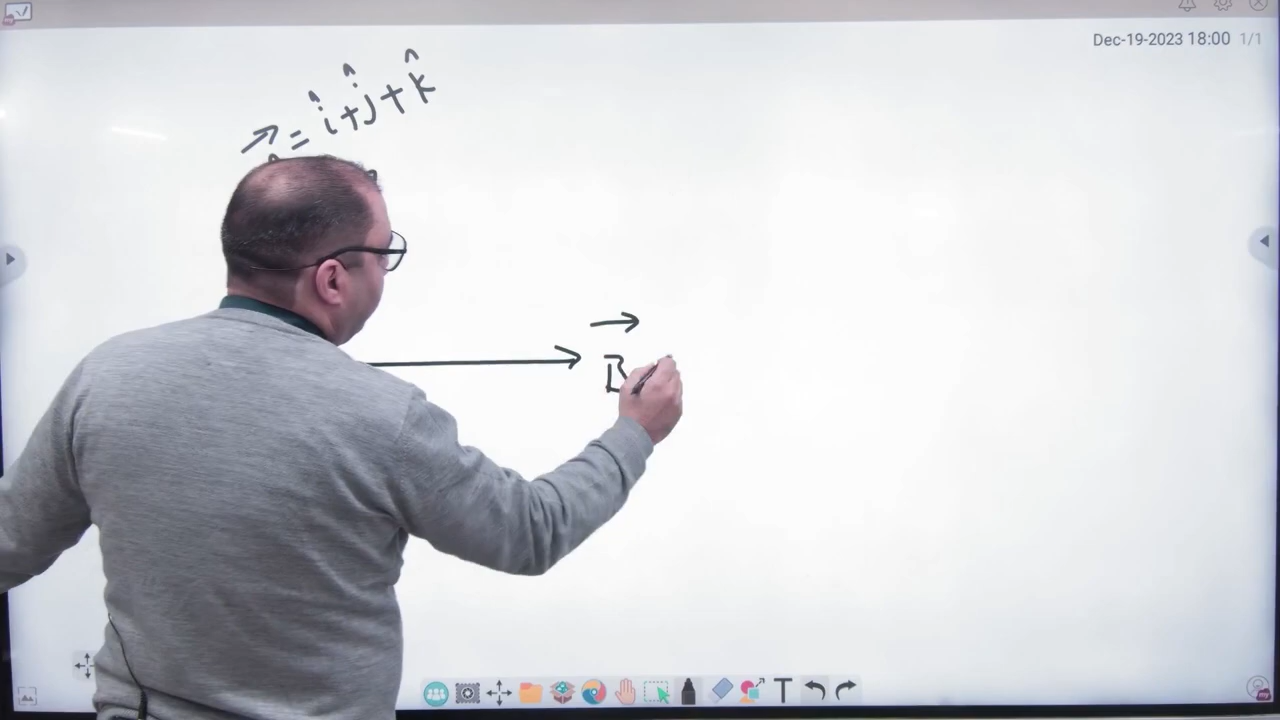 Dec-19-2023 18:00 1/1
= î + ĵ + k̂
B
T